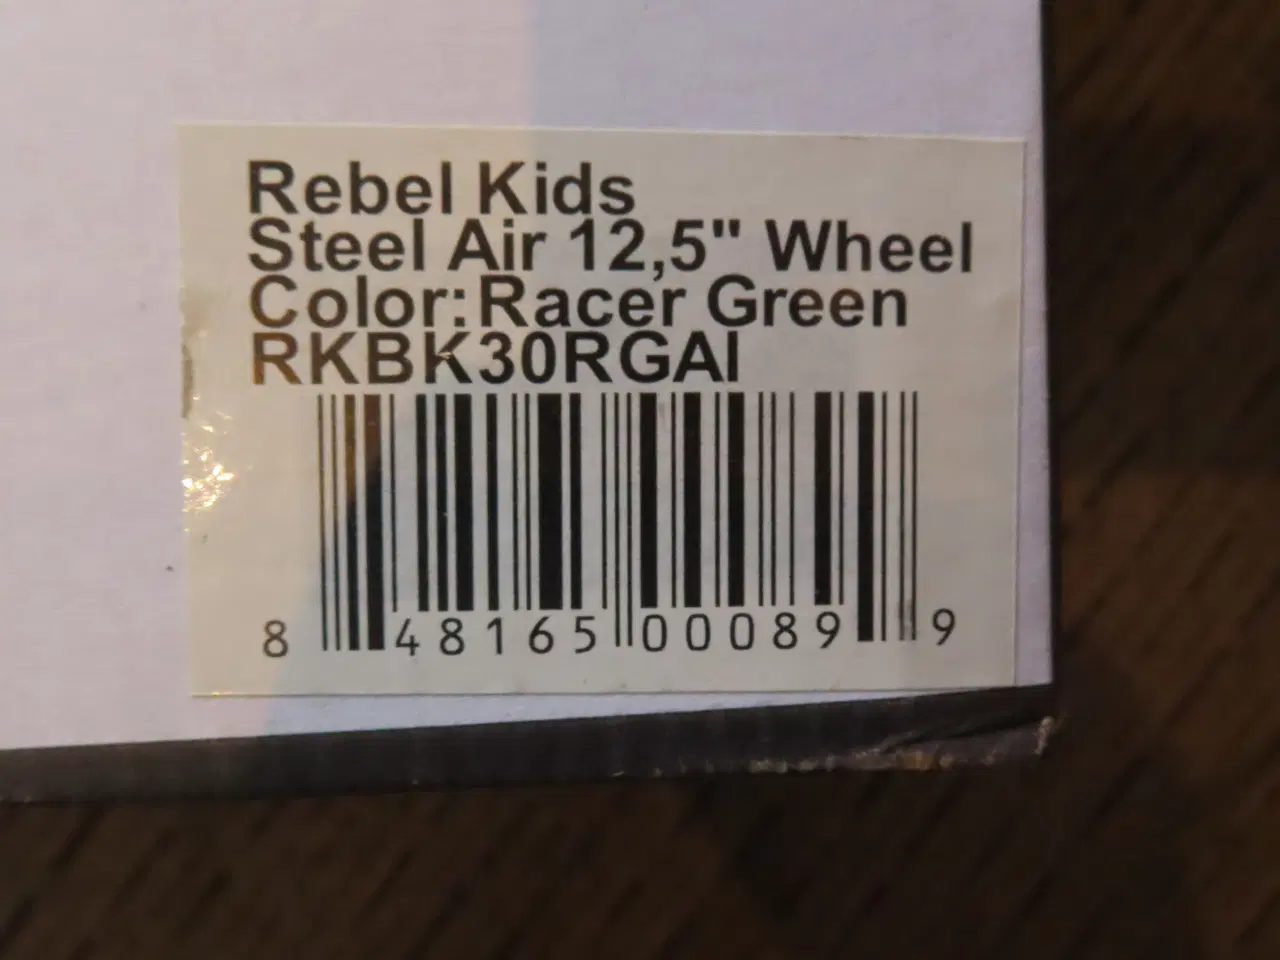 Rebel Kids
Steel Air 12,5" Wheel
Color:Racer Green
RKBK30RGAI
8 48165 00089 9